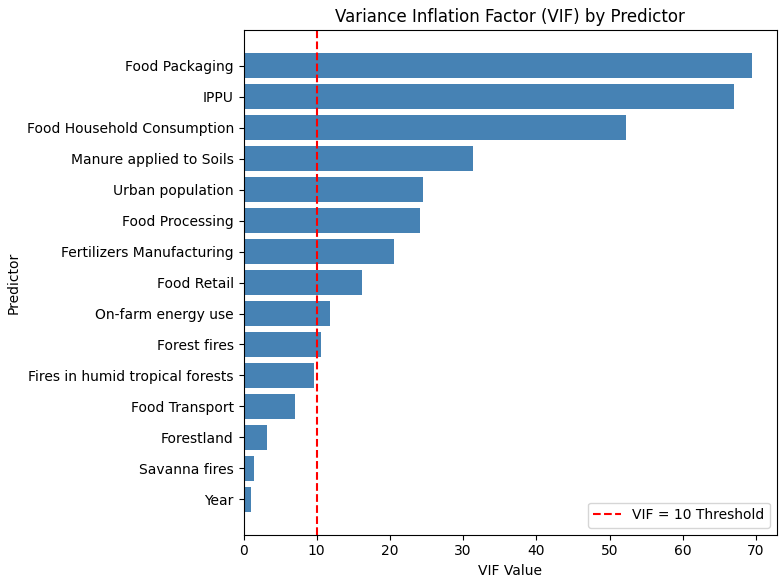 Variance Inflation Factor (VIF) by Predictor
Predictor
Food Packaging
IPPU
Food Household Consumption
Manure applied to Soils
Urban population
Food Processing
Fertilizers Manufacturing
Food Retail
On-farm energy use
Forest fires
Fires in humid tropical forests
Food Transport
Forestland
Savanna fires
Year
VIF = 10 Threshold
0 10 20 30 40 50 60 70
VIF Value